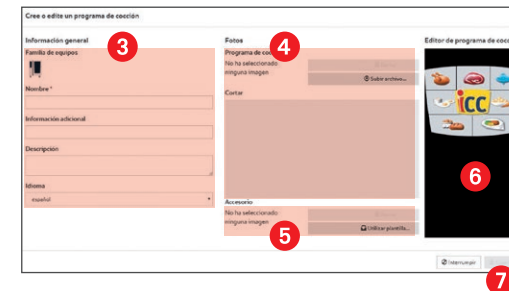 Cree o edite un programa de cocción
Información general
Familia de equipos
3
Nombre *
Información adicional
Descripción
Idioma
español
Fotos
4
Programa de coc
No ha seleccionado
ninguna imagen
Subir archivo...
Cortar
Accesorio
No ha seleccionado
ninguna imagen
5
Utilizar plantilla...
Editor de programa de cocc
iCC
6
Interrumpir
7